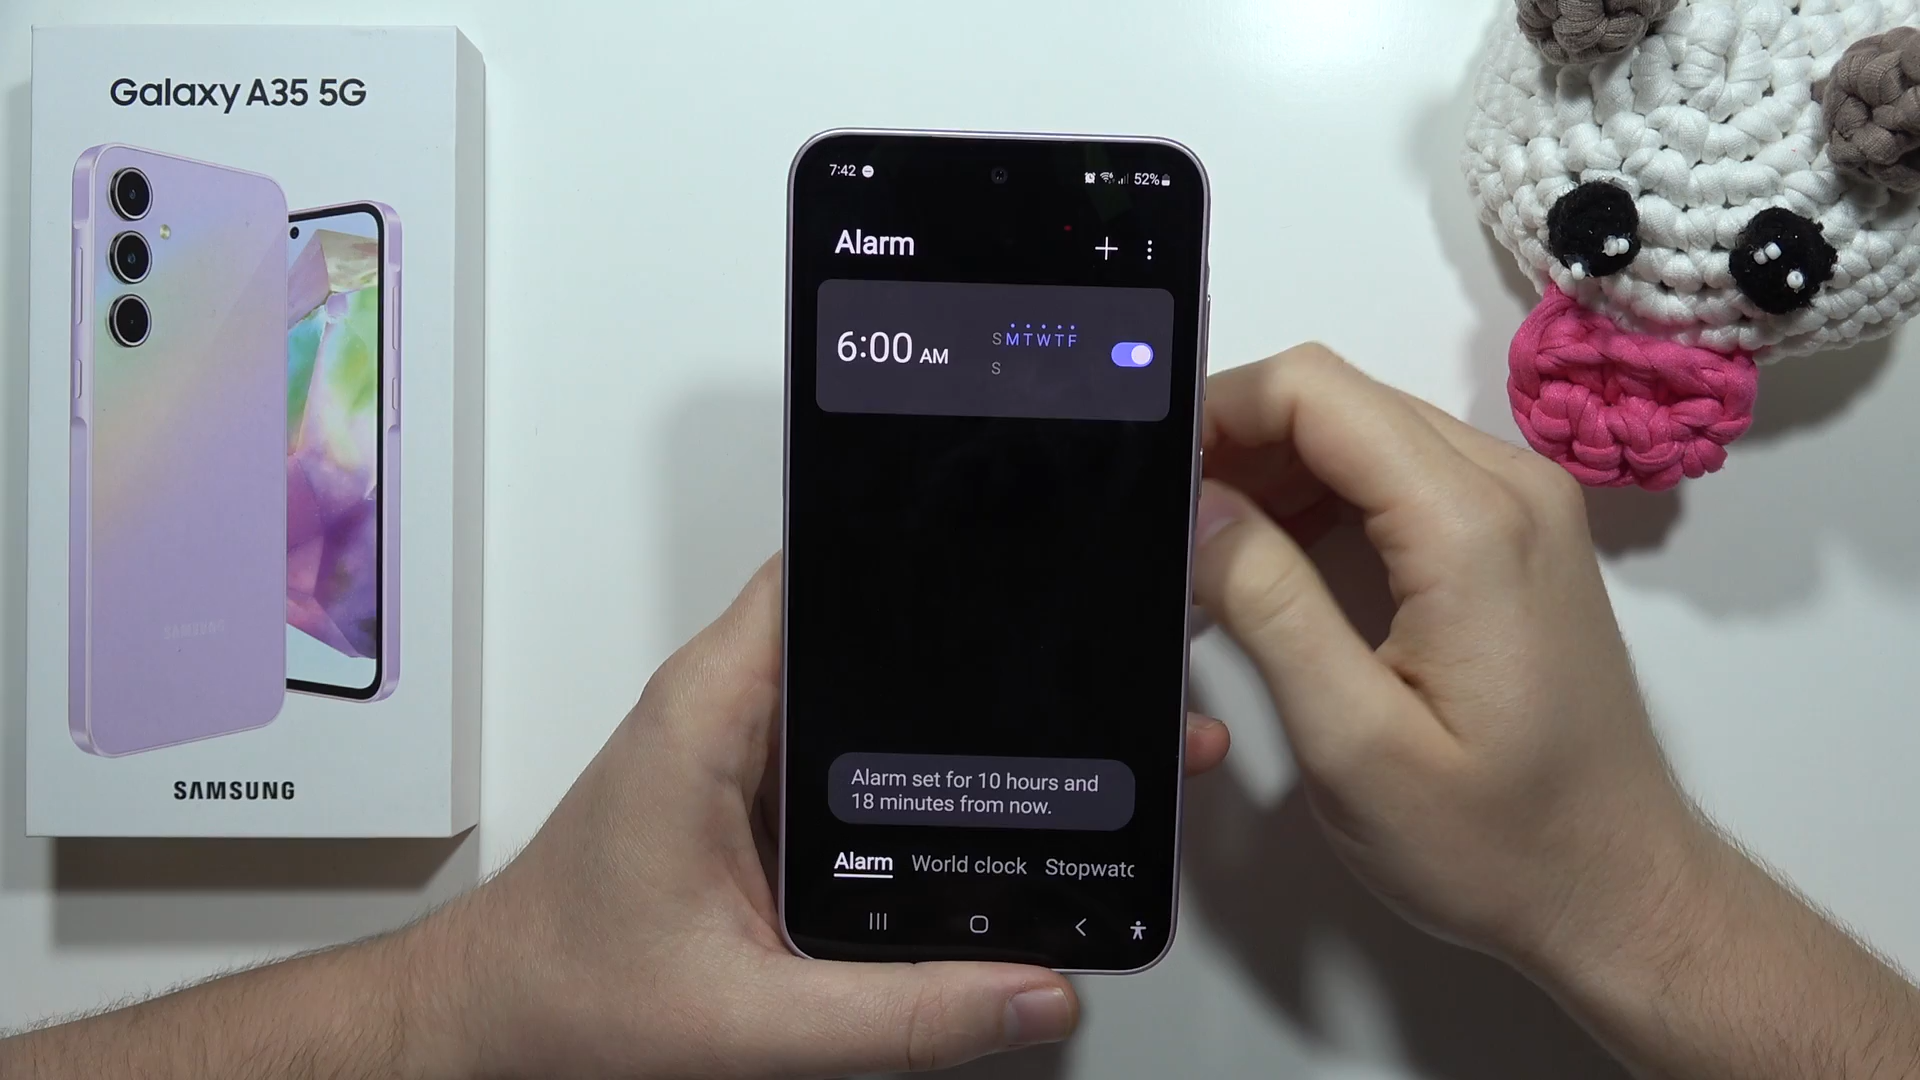 Galaxy A35 5G
SAMSUNG
SAMSUNG
7:42
52%
Alarm
6:00 AM
SMTWTF
S
Alarm set for 10 hours and
18 minutes from now.
Alarm World clock Stopwatc